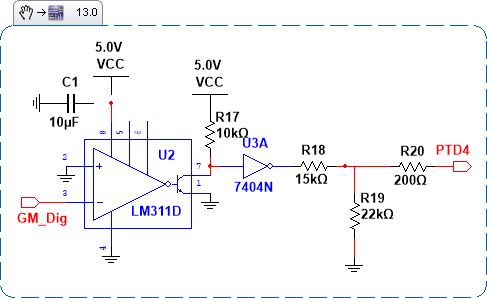 13.0
5.0V
VCC
C1
10µF
5.0V
VCC
R17
10kΩ
8
5
6
U2
U3A
7404N
R18
15kΩ
R20
200Ω
PTD4
2
3
7
1
4
LM311D
GM_Dig
R19
22kΩ